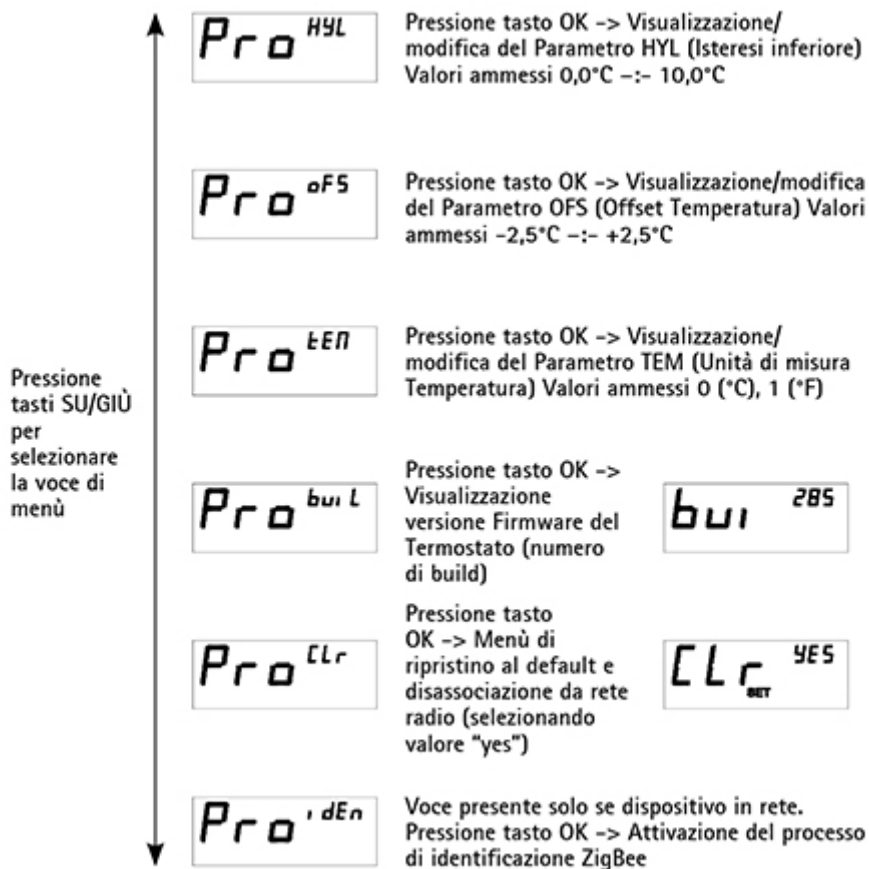 Pro HYL
Pressione tasto OK -> Visualizzazione/
modifica del Parametro HYL (Isteresi inferiore)
Valori ammessi 0,0°C -:- 10,0°C
Pro oFS
Pressione tasto OK -> Visualizzazione/modifica
del Parametro OFS (Offset Temperatura) Valori
ammessi -2,5°C -:- +2,5°C
Pressione
tasti SU/GIÙ
per
selezionare
la voce di
menù
Pro tEM
Pressione tasto OK -> Visualizzazione/
modifica del Parametro TEM (Unità di misura
Temperatura) Valori ammessi 0 (°C), 1 (°F)
Pro buiL
Pressione tasto OK ->
Visualizzazione
versione Firmware del
Termostato (numero
di build)
bui 285
Pro CLr
Pressione tasto
OK -> Menù di
ripristino al default e
disassociazione da rete
radio (selezionando
valore "yes")
CLr YES
SET
Pro idEn
Voce presente solo se dispositivo in rete.
Pressione tasto OK -> Attivazione del processo
di identificazione ZigBee